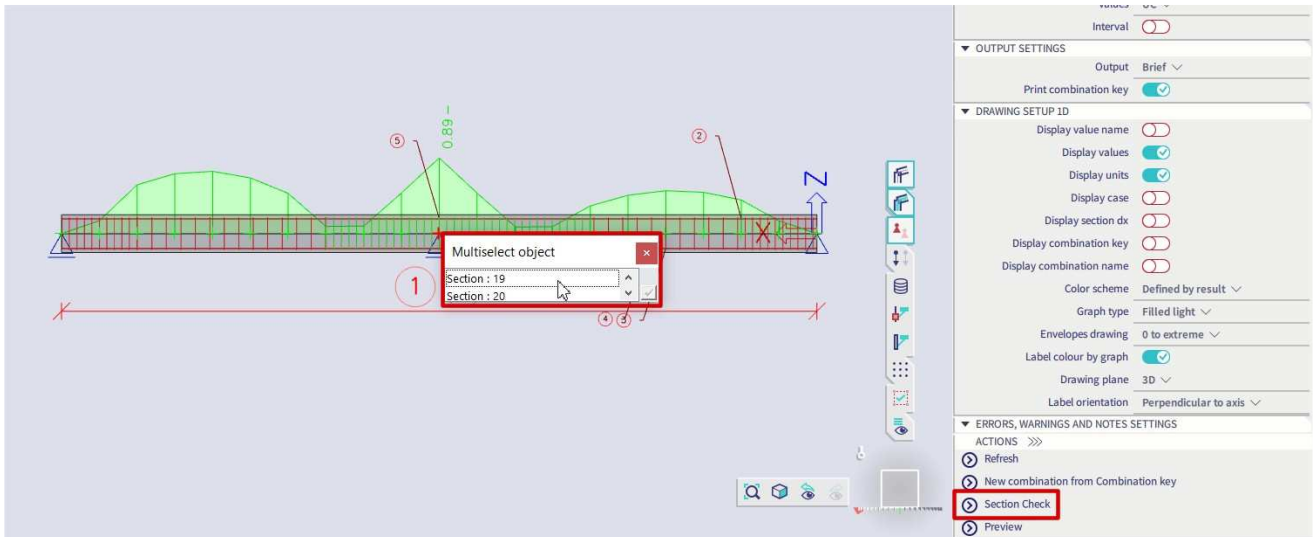 Values UC
Interval
OUTPUT SETTINGS
Output Brief
Print combination key
DRAWING SETUP 1D
Display value name
Display values
Display units
Display case
Display section dx
Display combination key
Display combination name
Color scheme Defined by result
Graph type Filled light
Envelopes drawing 0 to extreme
Label colour by graph
Drawing plane 3D
Label orientation Perpendicular to axis
ERRORS, WARNINGS AND NOTES SETTINGS
ACTIONS >>>
Refresh
New combination from Combination key
Section Check
Preview
0.89
5
2
Z
X
Multiselect object
Section : 19
Section : 20
1
4
3